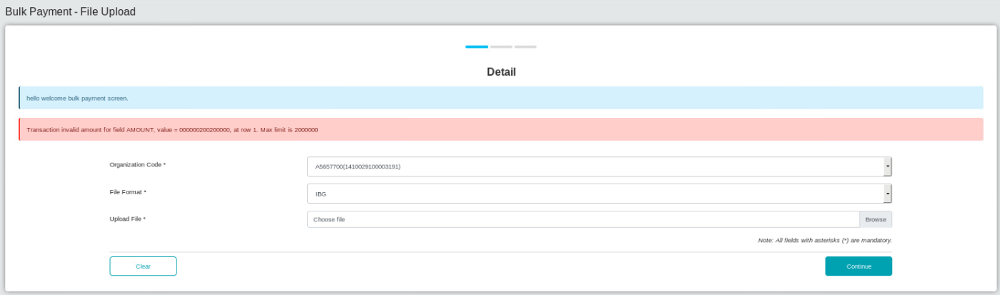 Bulk Payment - File Upload
Detail
hello welcome bulk payment screen.
Transaction invalid amount for field AMOUNT, value = 000000200200000, at row 1. Max limit is 2000000
Organization Code *
A5657700(1410029100003191)
File Format *
IBG
Upload File *
Choose file
Browse
Note: All fields with asterisks (*) are mandatory.
Clear
Continue